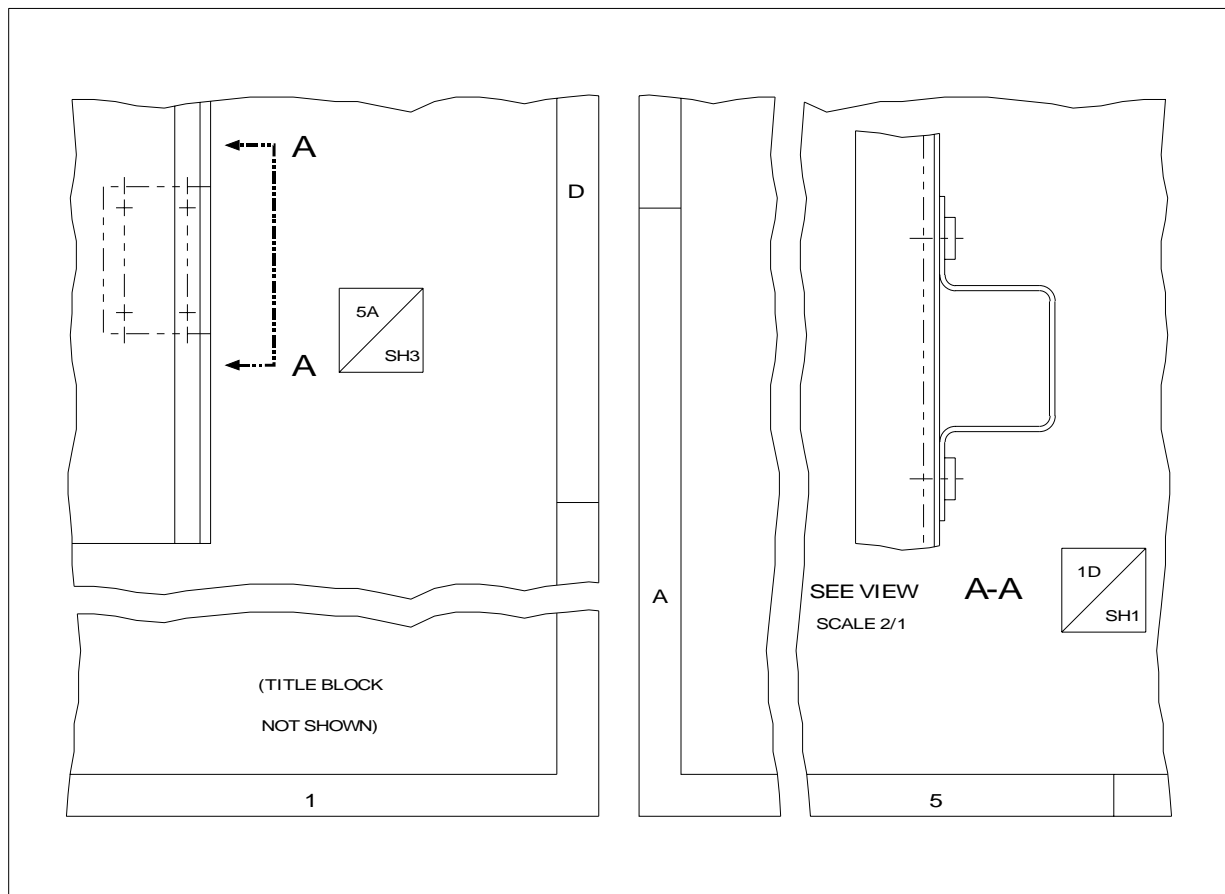 A
D
5A
SH3
A
(TITLE BLOCK
NOT SHOWN)
1
A
SEE VIEW A-A
SCALE 2/1
1D
SH1
5